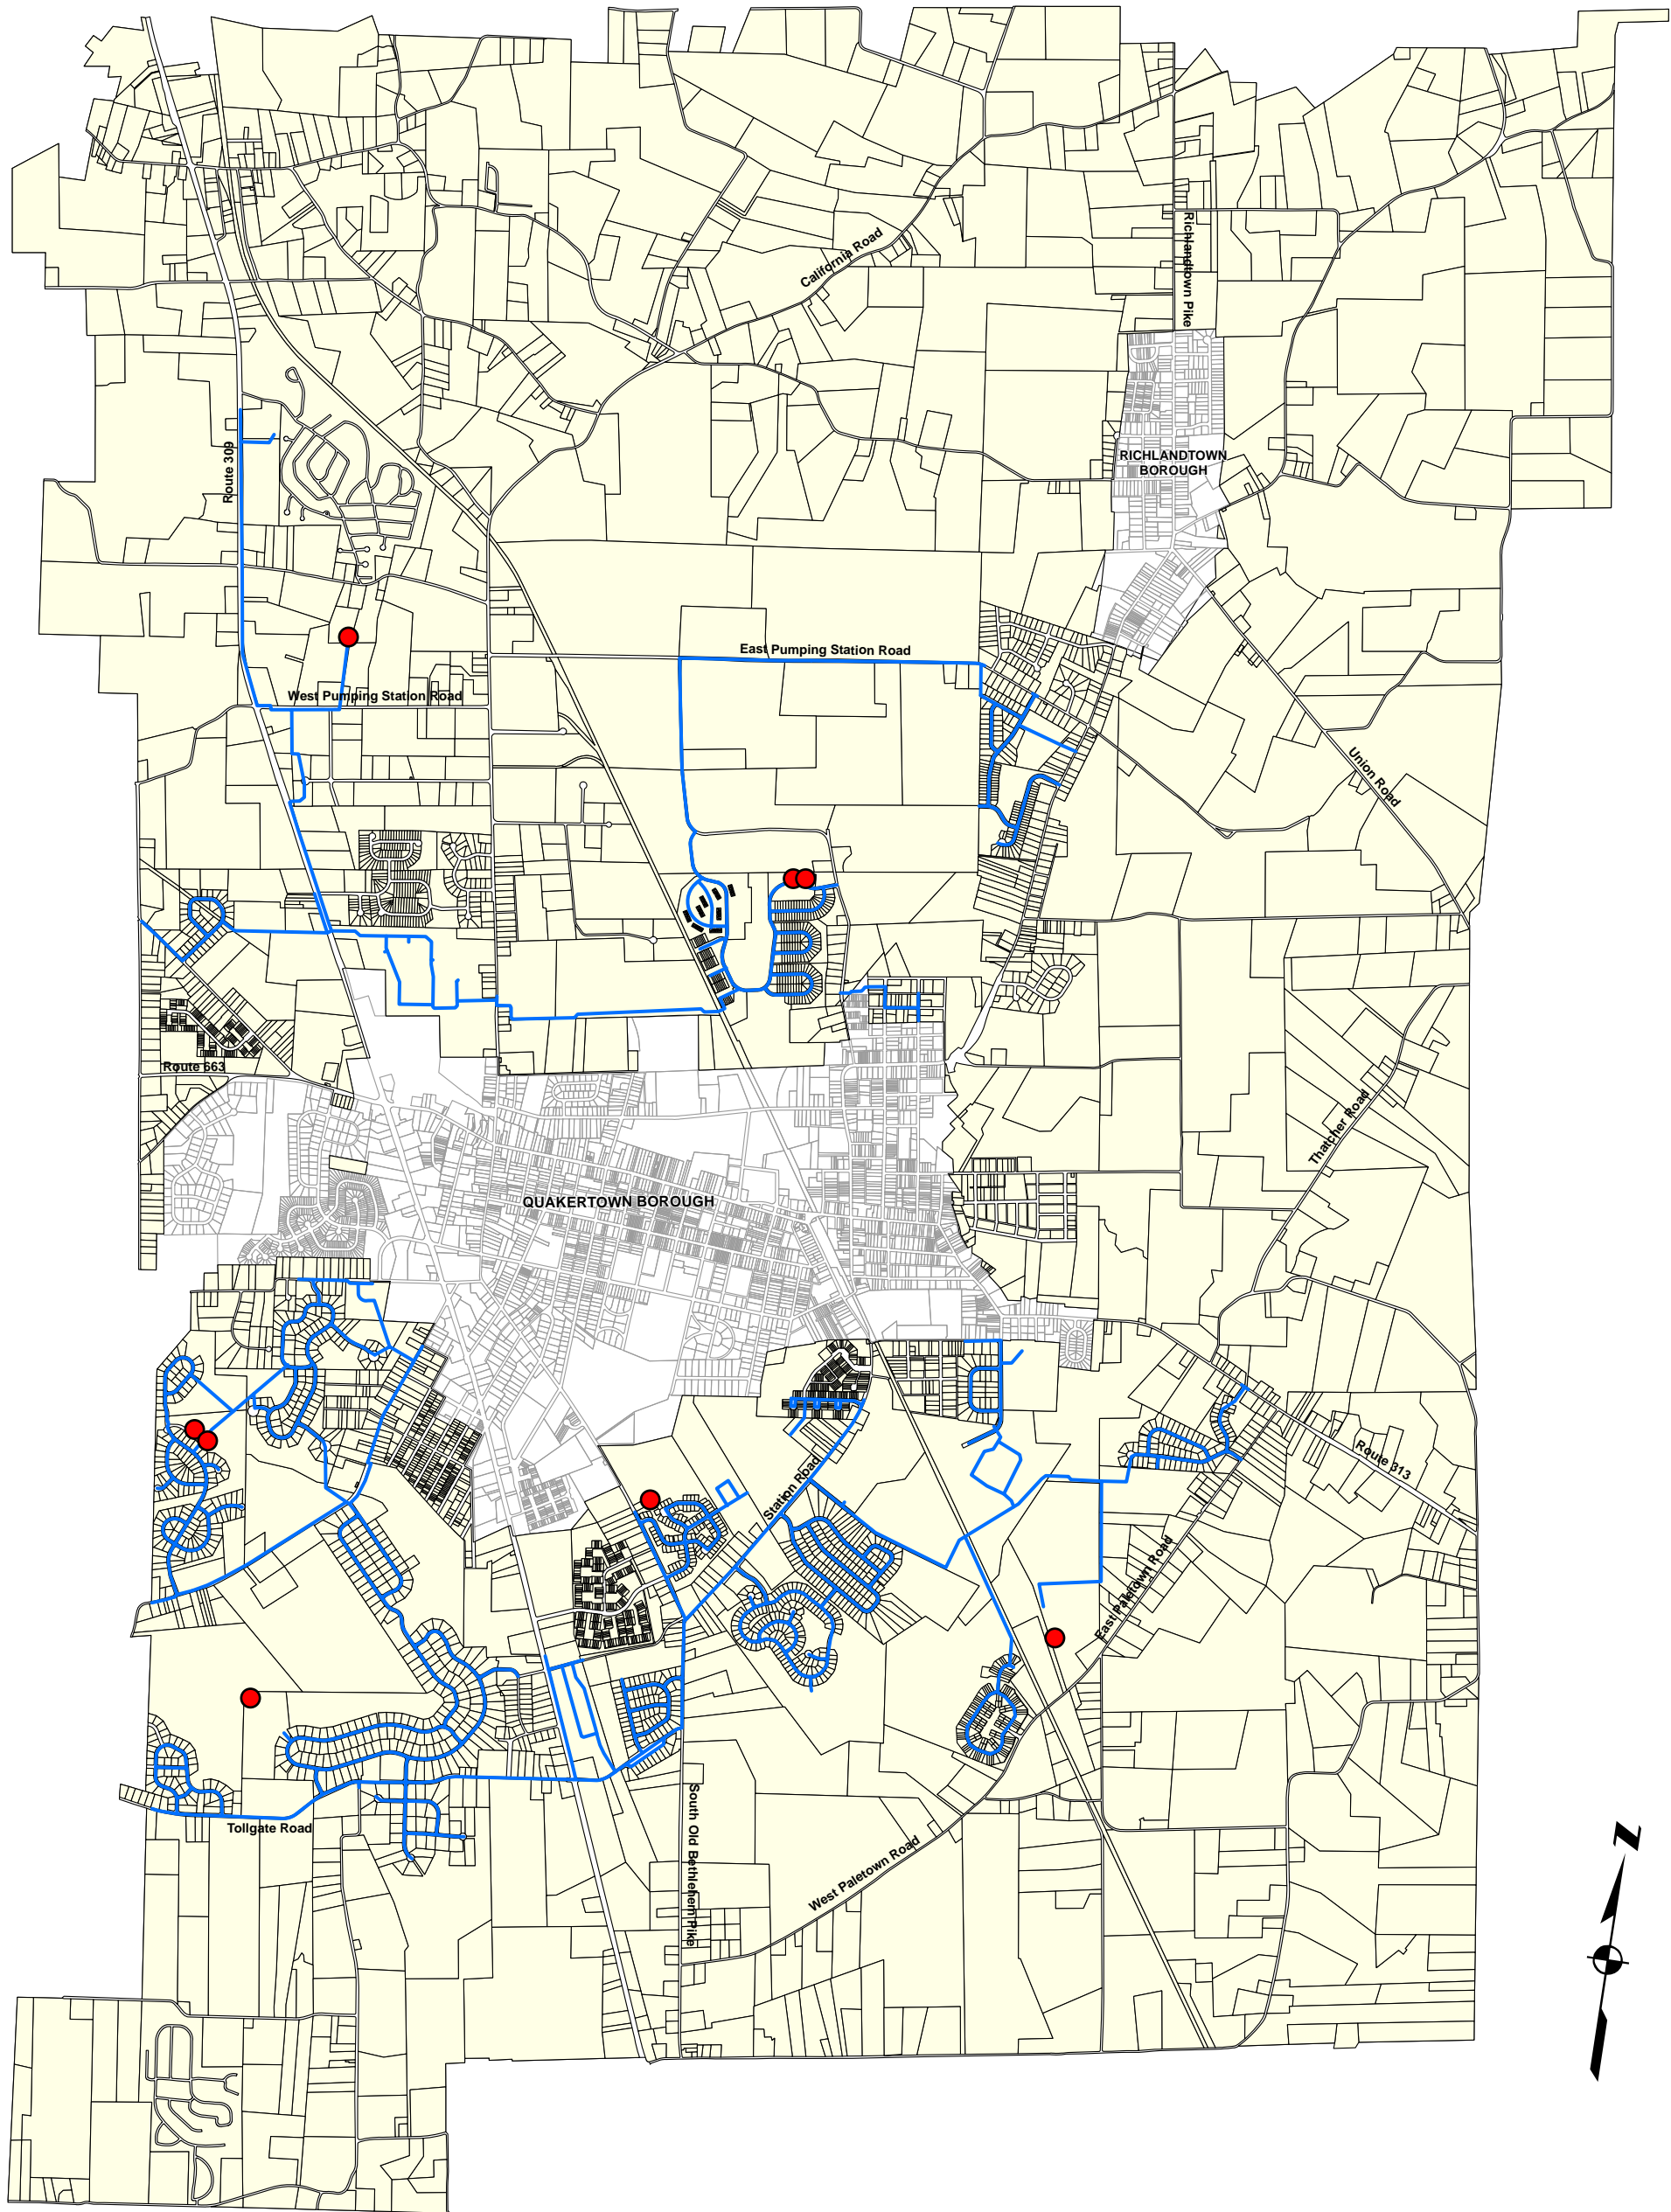 California Road
Richlandtown Pike
RICHLANDTOWN
BOROUGH
Route 309
East Pumping Station Road
West Pumping Station Road
Union Road
Route 663
Thatcher Road
QUAKERTOWN BOROUGH
Route 313
Station Road
East Paletown Road
South Old Bethlehem Pike
Tollgate Road
West Paletown Road
N